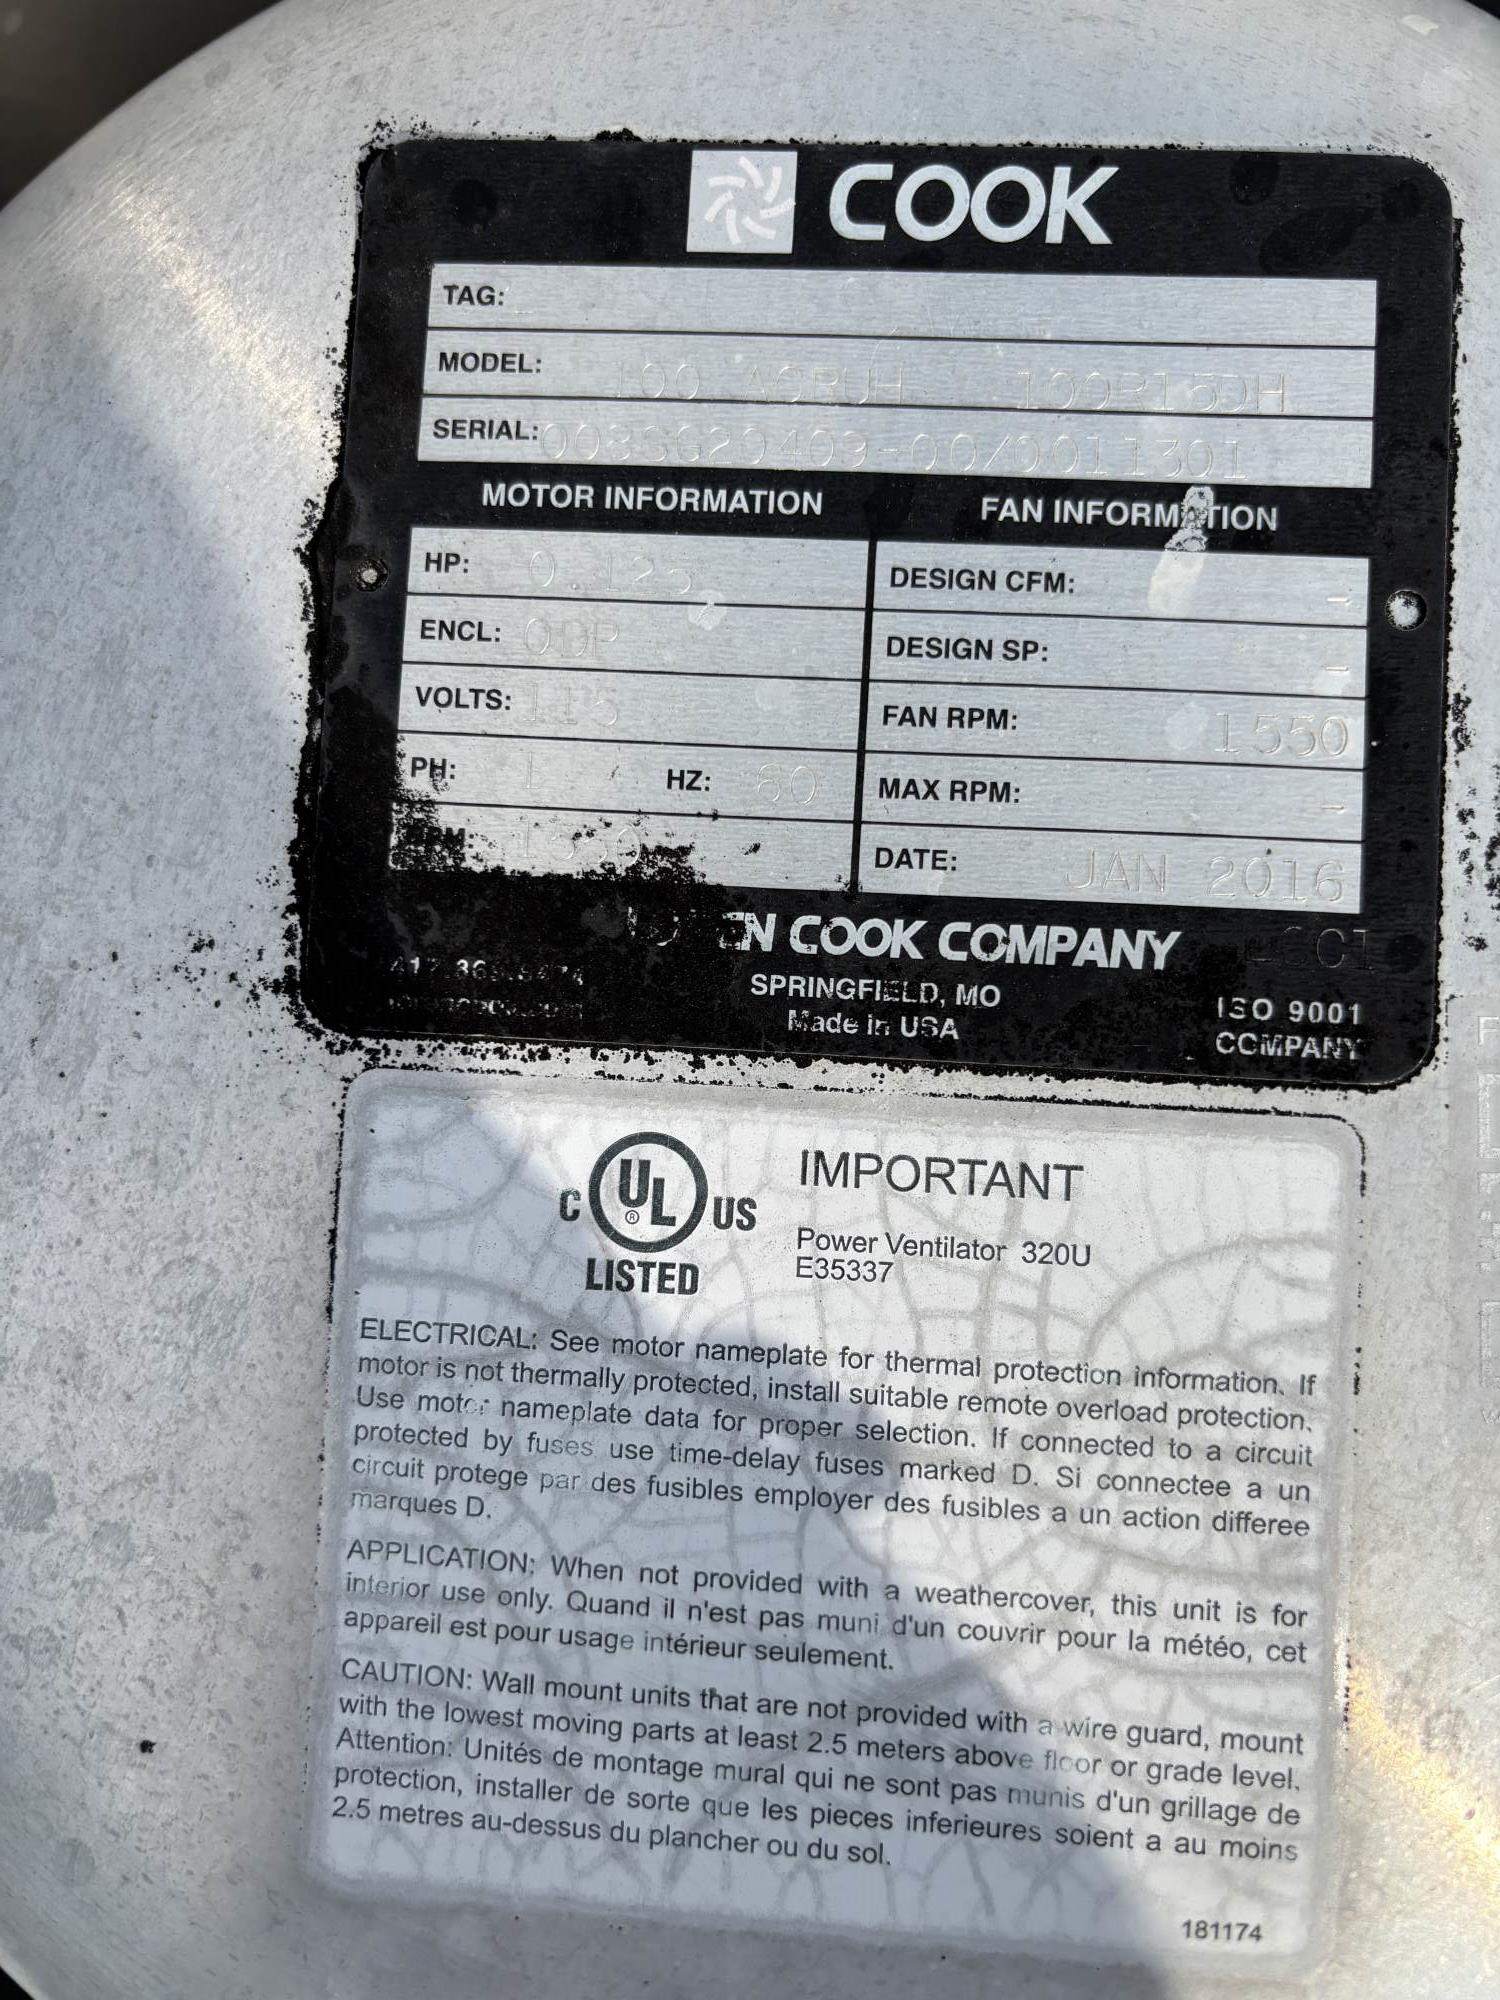 COOK
TAG: -
MODEL: 100 ACRUH 100R15DH
SERIAL: 003SG29409-00/0011301
MOTOR INFORMATION FAN INFORMATION
HP: 0.125 DESIGN CFM: -
ENCL: ODP DESIGN SP: -
VOLTS: 115 FAN RPM: 1550
PH: 1 HZ: 60 MAX RPM: -
RPM: DATE: JAN 2016
COOK COMPANY
SPRINGFIELD, MO
Made in USA
ISO 9001
COMPANY
C UL ® US
LISTED
IMPORTANT
Power Ventilator 320U
E35337
ELECTRICAL: See motor nameplate for thermal protection information. If
motor is not thermally protected, install suitable remote overload protection.
Use motor nameplate data for proper selection. If connected to a circuit
protected by fuses use time-delay fuses marked D. Si connectee a un
circuit protege par des fusibles employer des fusibles a un action differee
marques D.
APPLICATION: When not provided with a weathercover, this unit is for
interior use only. Quand il n'est pas muni d'un couvrir pour la météo, cet
appareil est pour usage intérieur seulement.
CAUTION: Wall mount units that are not provided with a wire guard, mount
with the lowest moving parts at least 2.5 meters above floor or grade level.
Attention: Unités de montage mural qui ne sont pas munis d'un grillage de
protection, installer de sorte que les pieces inferieures soient a au moins
2.5 metres au-dessus du plancher ou du sol.
181174